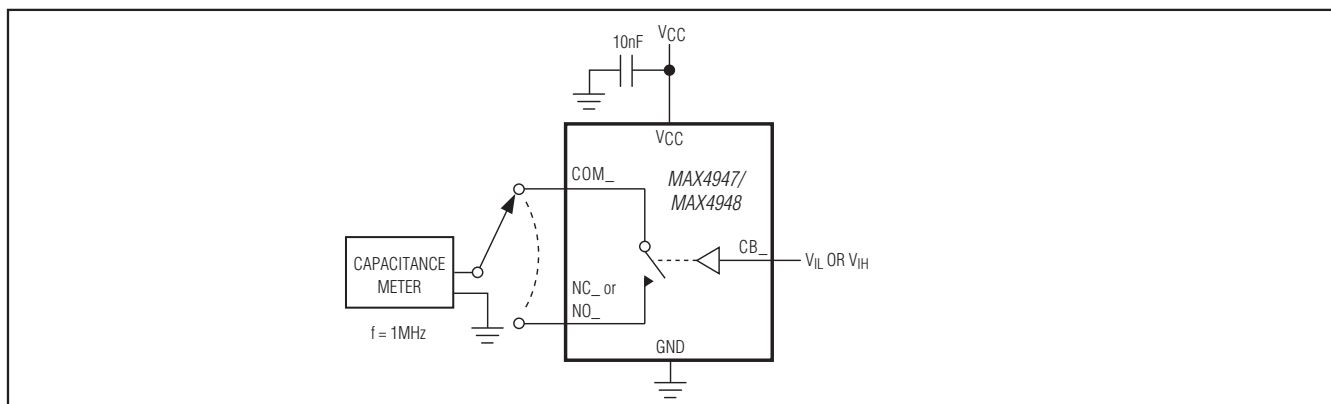 10nF
VCC
VCC
COM_
MAX4947/
MAX4948
CB_
VIL OR VIH
CAPACITANCE
METER
NC_ or
NO_
f = 1MHz
GND